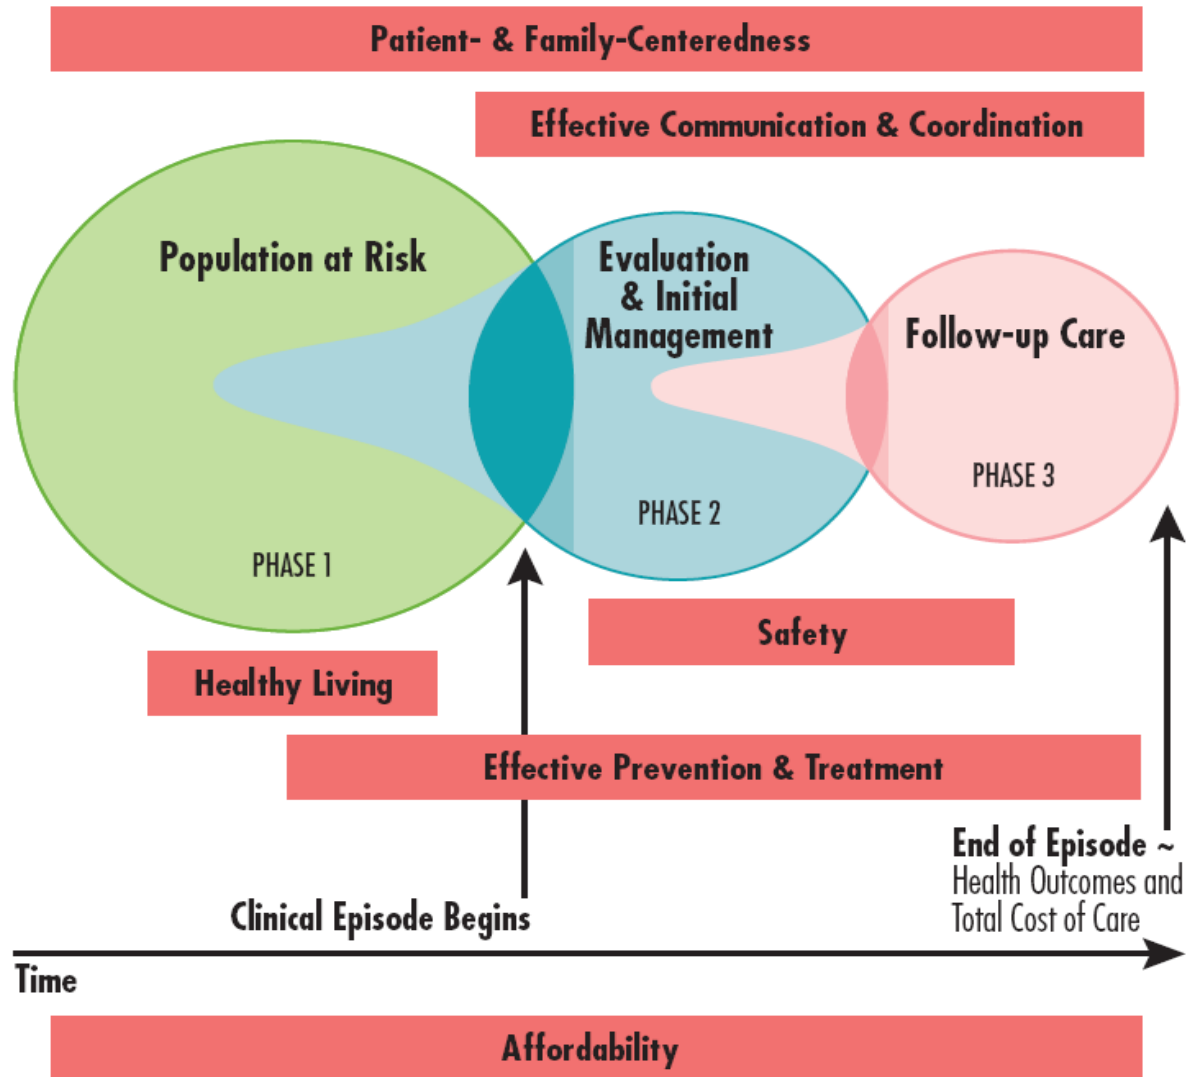 Patient- & Family-Centeredness
Effective Communication & Coordination
Population at Risk
Evaluation
& Initial
Management
Follow-up Care
PHASE 3
PHASE 2
PHASE 1
Safety
Healthy Living
Effective Prevention & Treatment
End of Episode ~
Health Outcomes and
Total Cost of Care
Clinical Episode Begins
Time
Affordability